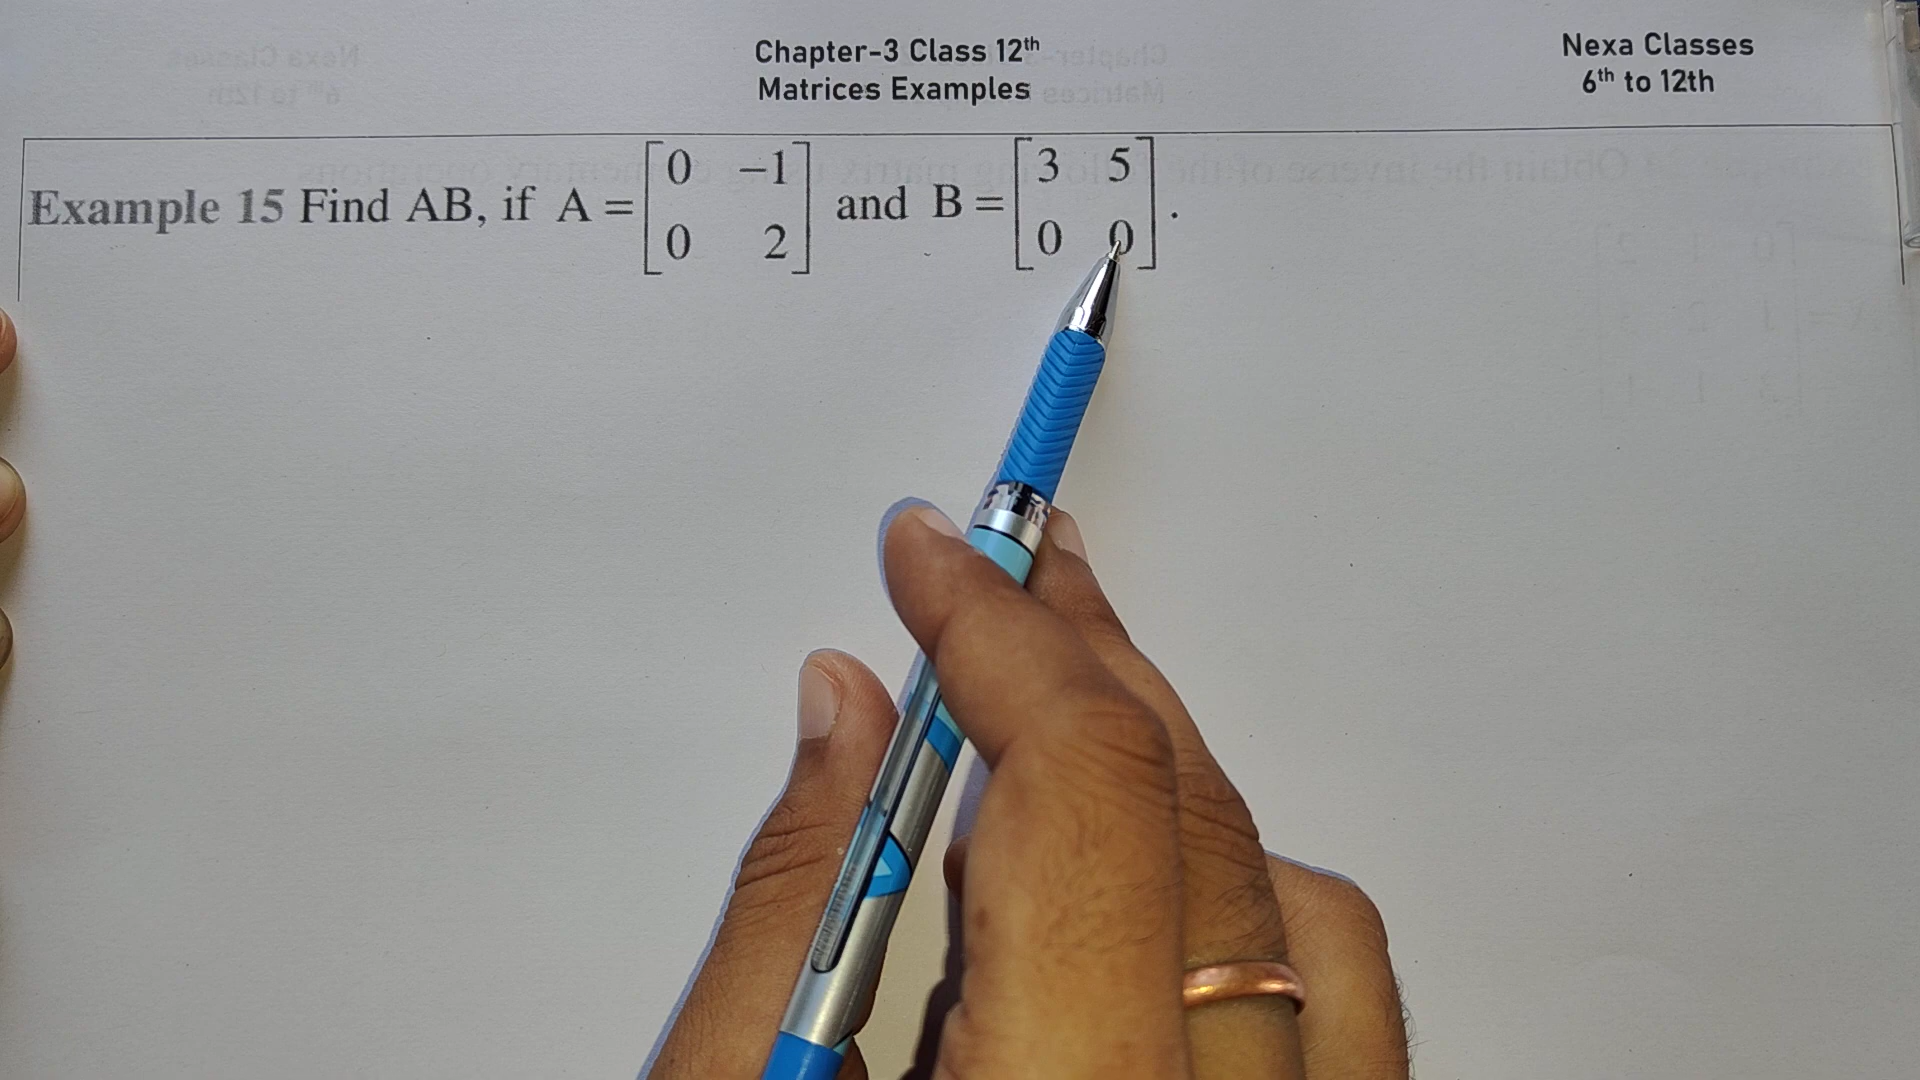 Chapter-3 Class 12th
Matrices Examples
Nexa Classes
6th to 12th
Example 15 Find AB, if A = [0 -1] and B = [3 5].
[0 2] [0 0]